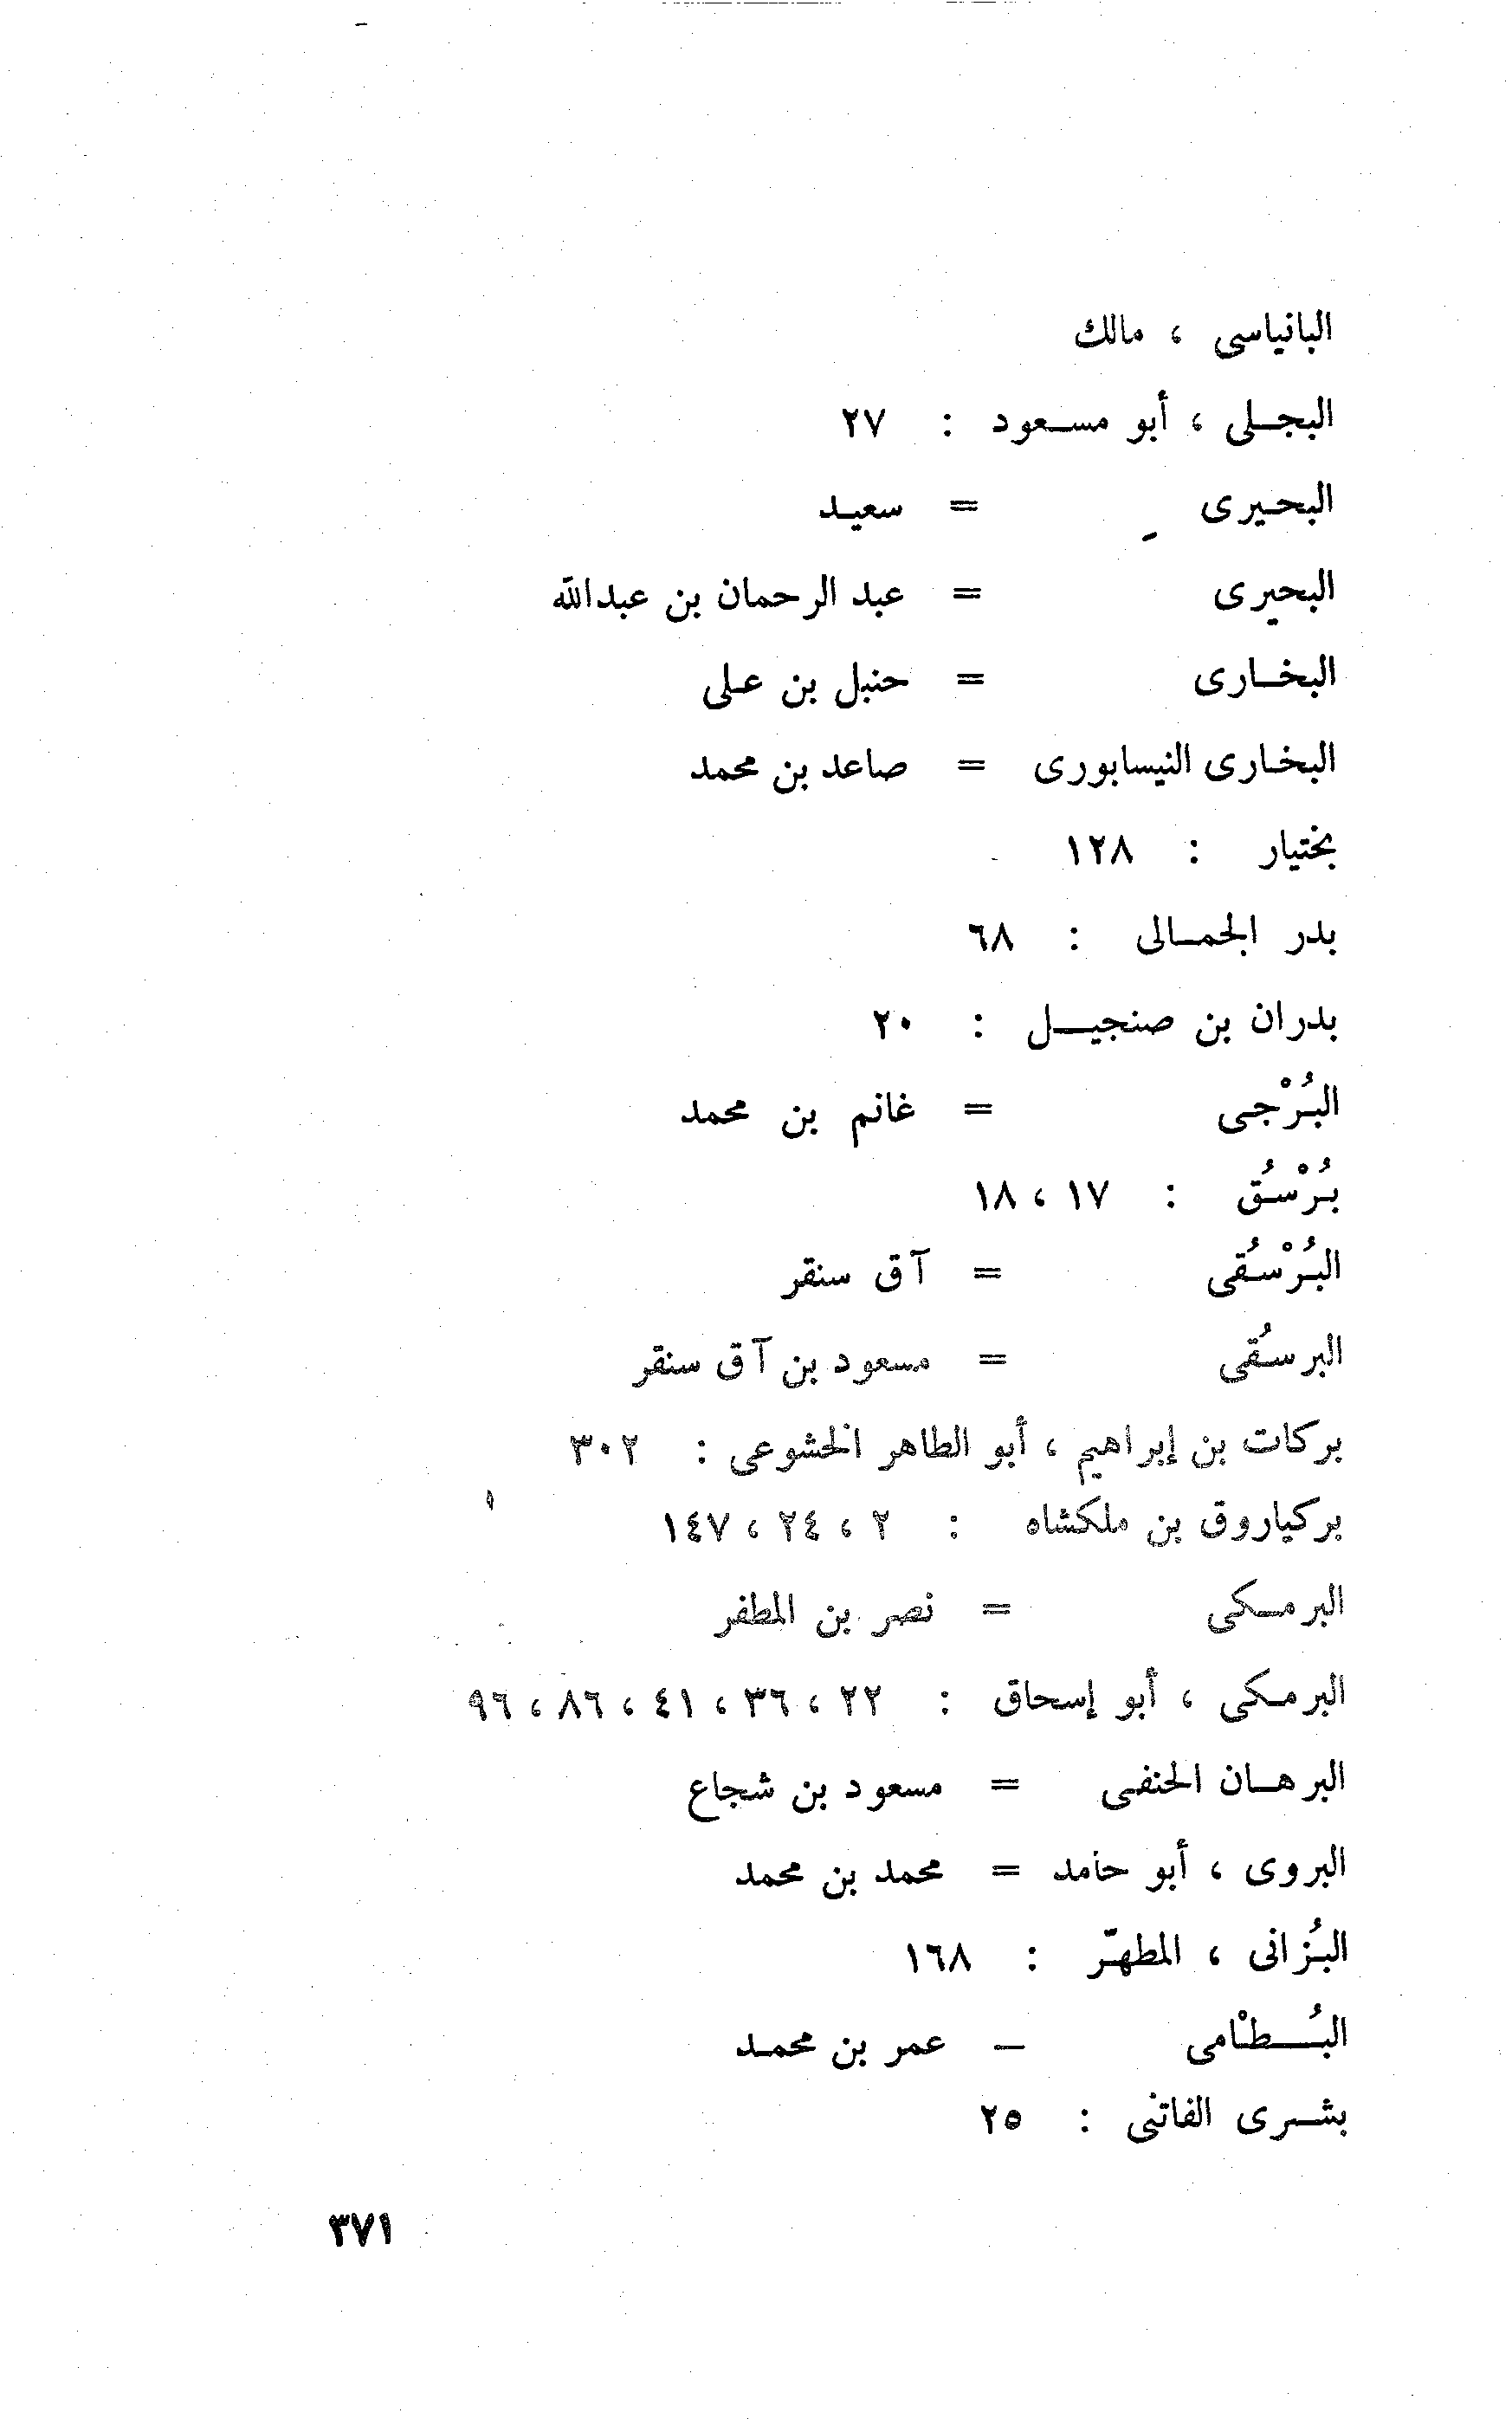 البانياسى ، مالك
البجلى ، أبو مسعود : ٢٧
البحيرى = سعيد
البحيرى = عبد الرحمان بن عبدالله
البخارى = حنبل بن على
البخارى النيسابورى = صاعد بن محمد
بختيار : ١٢٨
بدر الجمالى : ٦٨
بدران بن صنجيل : ٢٠
البُرْجى = غانم بن محمد
بُرْسُق : ١٧ ، ١٨
البُرْسُقى = آق سنقر
البرسُقى = مسعود بن آق سنقر
بركات بن إبراهيم ، أبو الطاهر الخشوعى : ٣٠٢
بركياروق بن ملكشاه : ٢ ، ٢٤ ، ١٤٧
البرمكى = نصر بن المظفر
البرمكى ، أبو إسحاق : ٢٢ ، ٣٦ ، ٤١ ، ٨٦ ، ٩٦
البرهان الحنفى = مسعود بن شجاع
البروى ، أبو حامد = محمد بن محمد
البُزانى ، المطهّر : ١٦٨
البُسطْامى – عمر بن محمد
بشرى الفاتنى : ٢٥
٣٧١